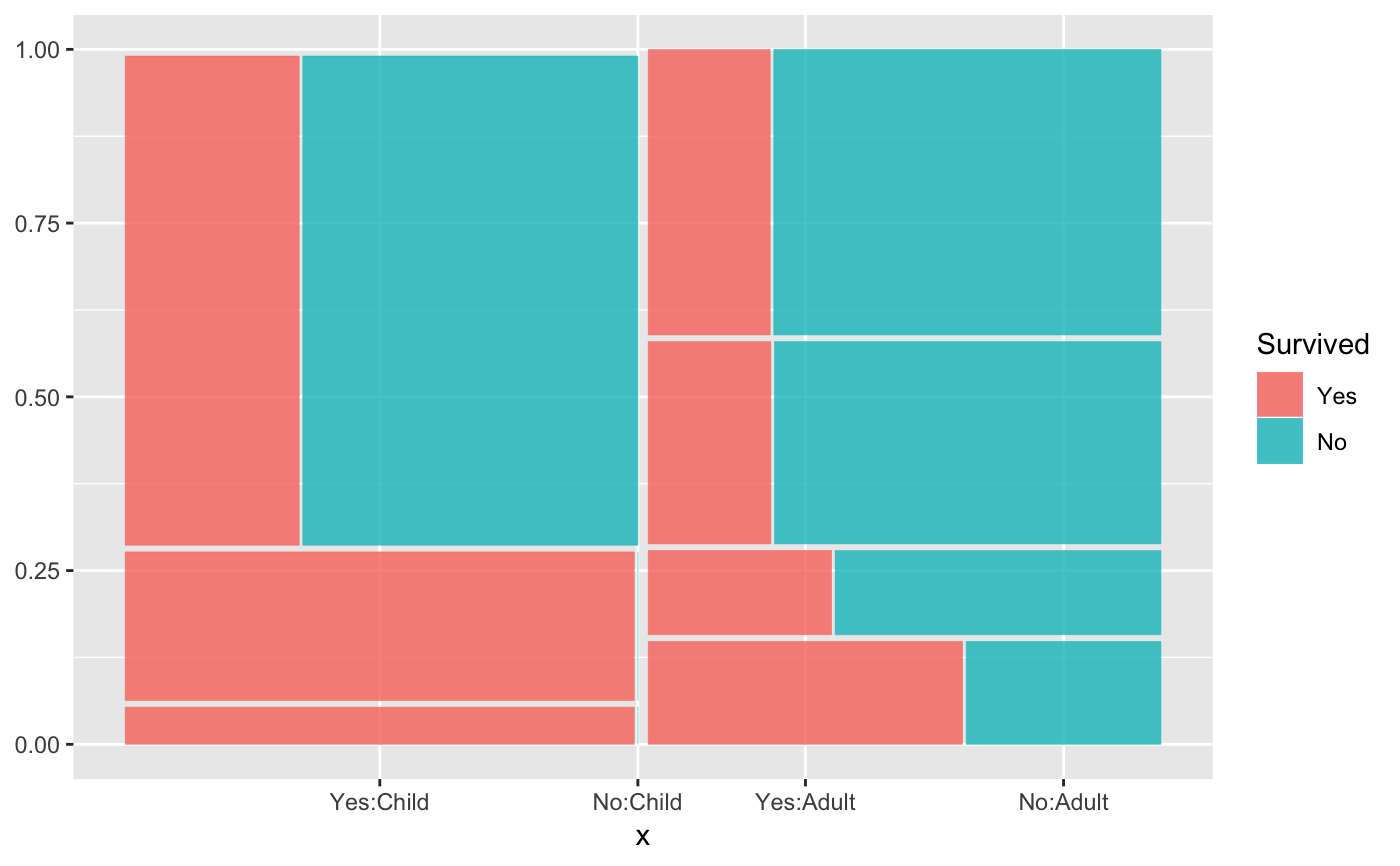 1.00
0.75
0.50
0.25
0.00
Yes:Child No:Child Yes:Adult No:Adult
x
Survived
Yes
No